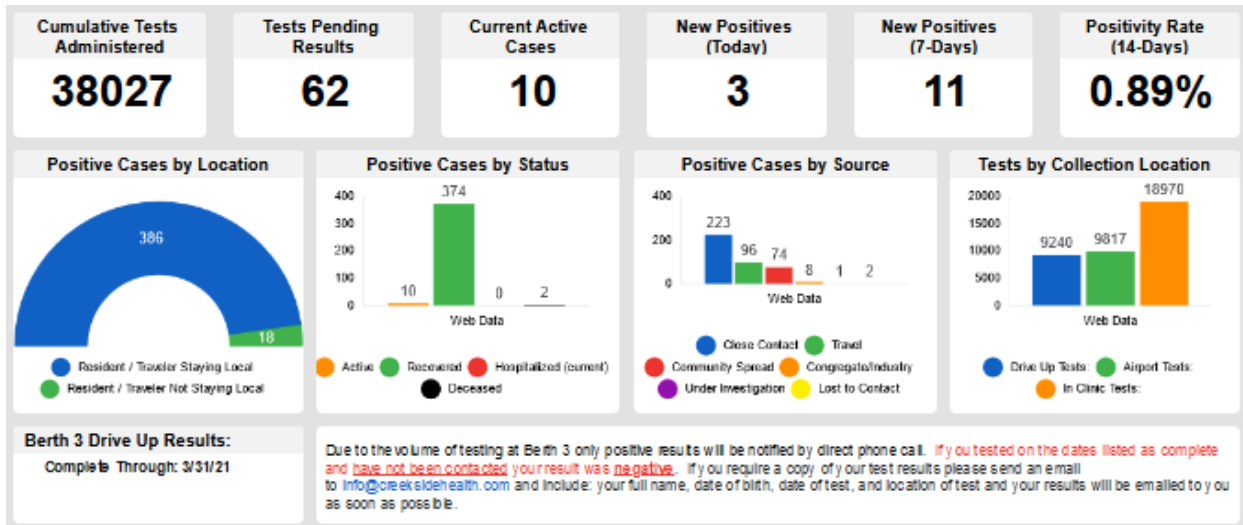 Cumulative Tests
Administered
38027
Tests Pending
Results
62
Current Active
Cases
10
New Positives
(Today)
3
New Positives
(7-Days)
11
Positivity Rate
(14-Days)
0.89%
Positive Cases by Location
386
18
Resident / Traveler Staying Local
Resident / Traveler Not Staying Local
Positive Cases by Status
400
300
200
100
0
10
374
0
2
Web Data
Active Recovered Hospitalized (current)
Deceased
Positive Cases by Source
400
200
0
223
96
74
8
1
2
Web Data
Close Contact Travel
Community Spread Congregate/Industry
Under Investigation Lost to Contact
Tests by Collection Location
20000
15000
10000
5000
0
9240
9817
18970
Drive Up Tests: Airport Tests:
In Clinic Tests:
Berth 3 Drive Up Results:
Complete Through: 3/31/21
Due to the volume of testing at Berth 3 only positive results will be notified by direct phone call. If you tested on the dates listed as complete
and have not been contacted your result was negative. If you require a copy of your test results please send an email
to info@creeksidehealth.com and include: your full name, date of birth, date of test, and location of test and your results will be emailed to you
as soon as possible.